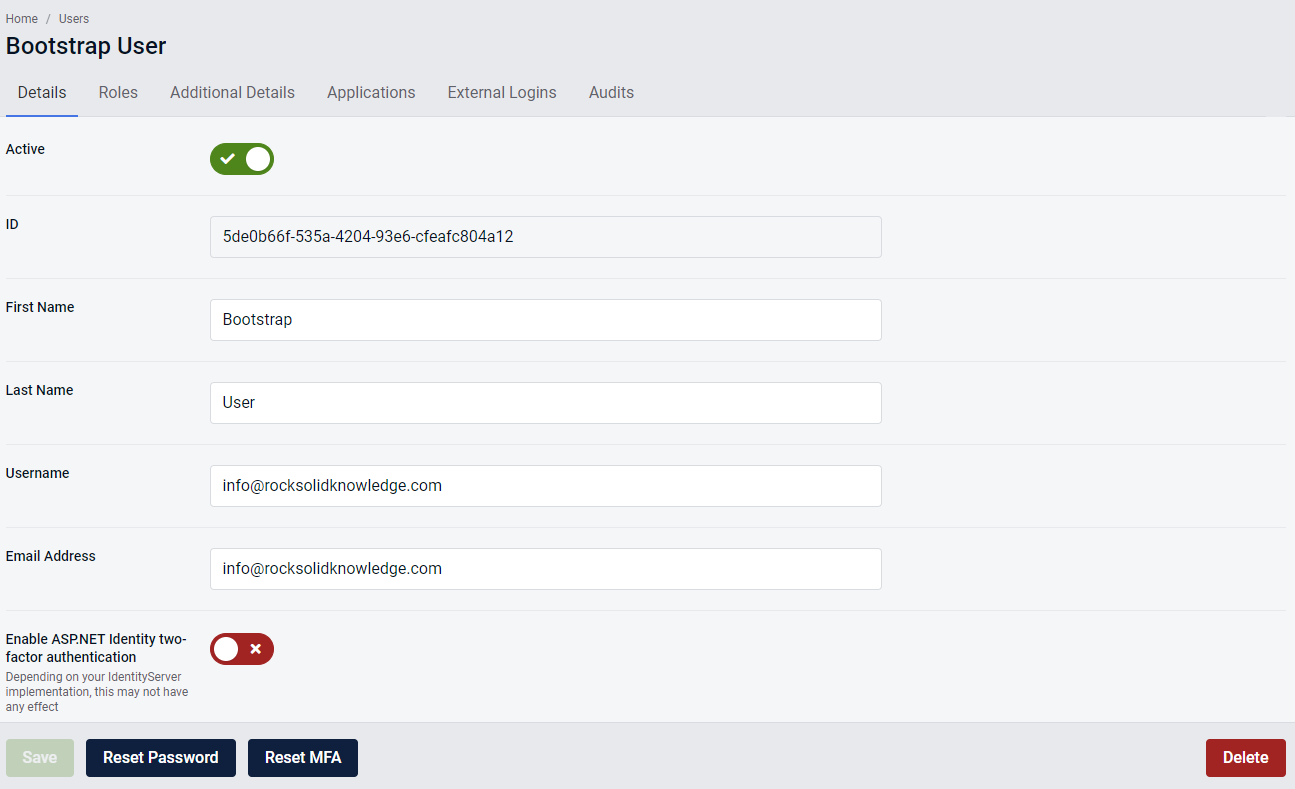 Home / Users
Bootstrap User
Details Roles Additional Details Applications External Logins Audits
Active
ID
5de0b66f-535a-4204-93e6-cfeafc804a12
First Name
Bootstrap
Last Name
User
Username
info@rocksolidknowledge.com
Email Address
info@rocksolidknowledge.com
Enable ASP.NET Identity two-
factor authentication
Depending on your IdentityServer
implementation, this may not have
any effect
Save Reset Password Reset MFA Delete